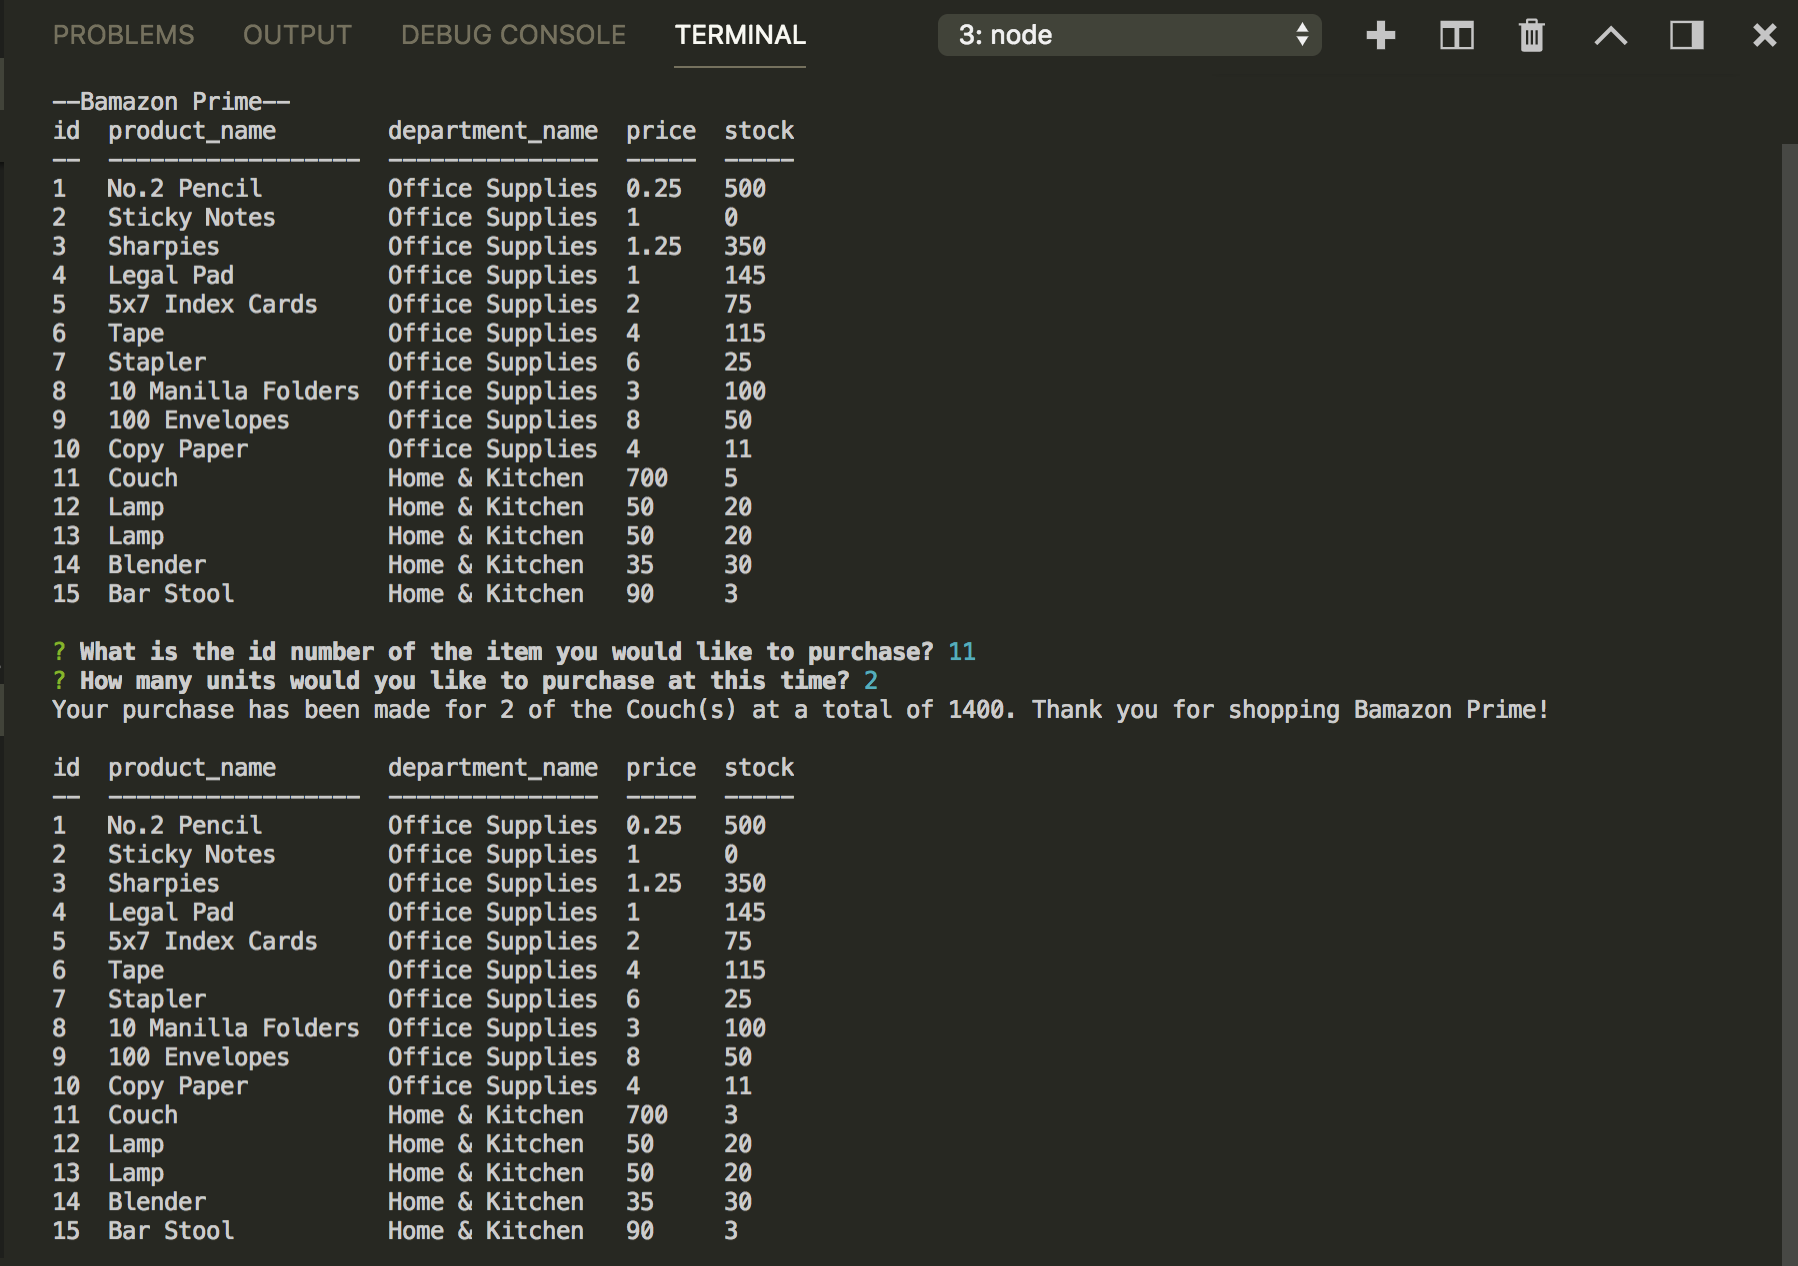 PROBLEMS OUTPUT DEBUG CONSOLE TERMINAL 3: node
--Bamazon Prime--
id  product_name        department_name  price  stock
--  ------------------  ---------------  -----  -----
1   No.2 Pencil         Office Supplies  0.25   500
2   Sticky Notes        Office Supplies  1      0
3   Sharpies            Office Supplies  1.25   350
4   Legal Pad           Office Supplies  1      145
5   5x7 Index Cards     Office Supplies  2      75
6   Tape                Office Supplies  4      115
7   Stapler             Office Supplies  6      25
8   10 Manilla Folders  Office Supplies  3      100
9   100 Envelopes       Office Supplies  8      50
10  Copy Paper          Office Supplies  4      11
11  Couch               Home & Kitchen   700    5
12  Lamp                Home & Kitchen   50     20
13  Lamp                Home & Kitchen   50     20
14  Blender             Home & Kitchen   35     30
15  Bar Stool           Home & Kitchen   90     3
? What is the id number of the item you would like to purchase? 11
? How many units would you like to purchase at this time? 2
Your purchase has been made for 2 of the Couch(s) at a total of 1400. Thank you for shopping Bamazon Prime!
id  product_name        department_name  price  stock
--  ------------------  ---------------  -----  -----
1   No.2 Pencil         Office Supplies  0.25   500
2   Sticky Notes        Office Supplies  1      0
3   Sharpies            Office Supplies  1.25   350
4   Legal Pad           Office Supplies  1      145
5   5x7 Index Cards     Office Supplies  2      75
6   Tape                Office Supplies  4      115
7   Stapler             Office Supplies  6      25
8   10 Manilla Folders  Office Supplies  3      100
9   100 Envelopes       Office Supplies  8      50
10  Copy Paper          Office Supplies  4      11
11  Couch               Home & Kitchen   700    3
12  Lamp                Home & Kitchen   50     20
13  Lamp                Home & Kitchen   50     20
14  Blender             Home & Kitchen   35     30
15  Bar Stool           Home & Kitchen   90     3